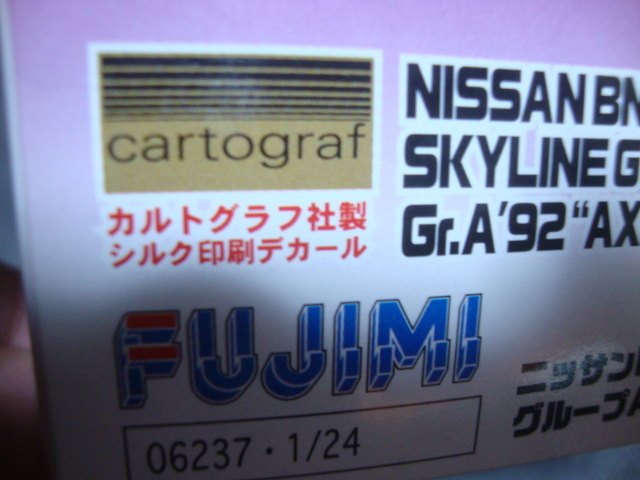 cartograf
カルトグラフ社製
シルク印刷デカール
NISSAN BN
SKYLINE G
Gr.A'92 "AX
FUJIMI
ニッサン
グループA
06237・1/24